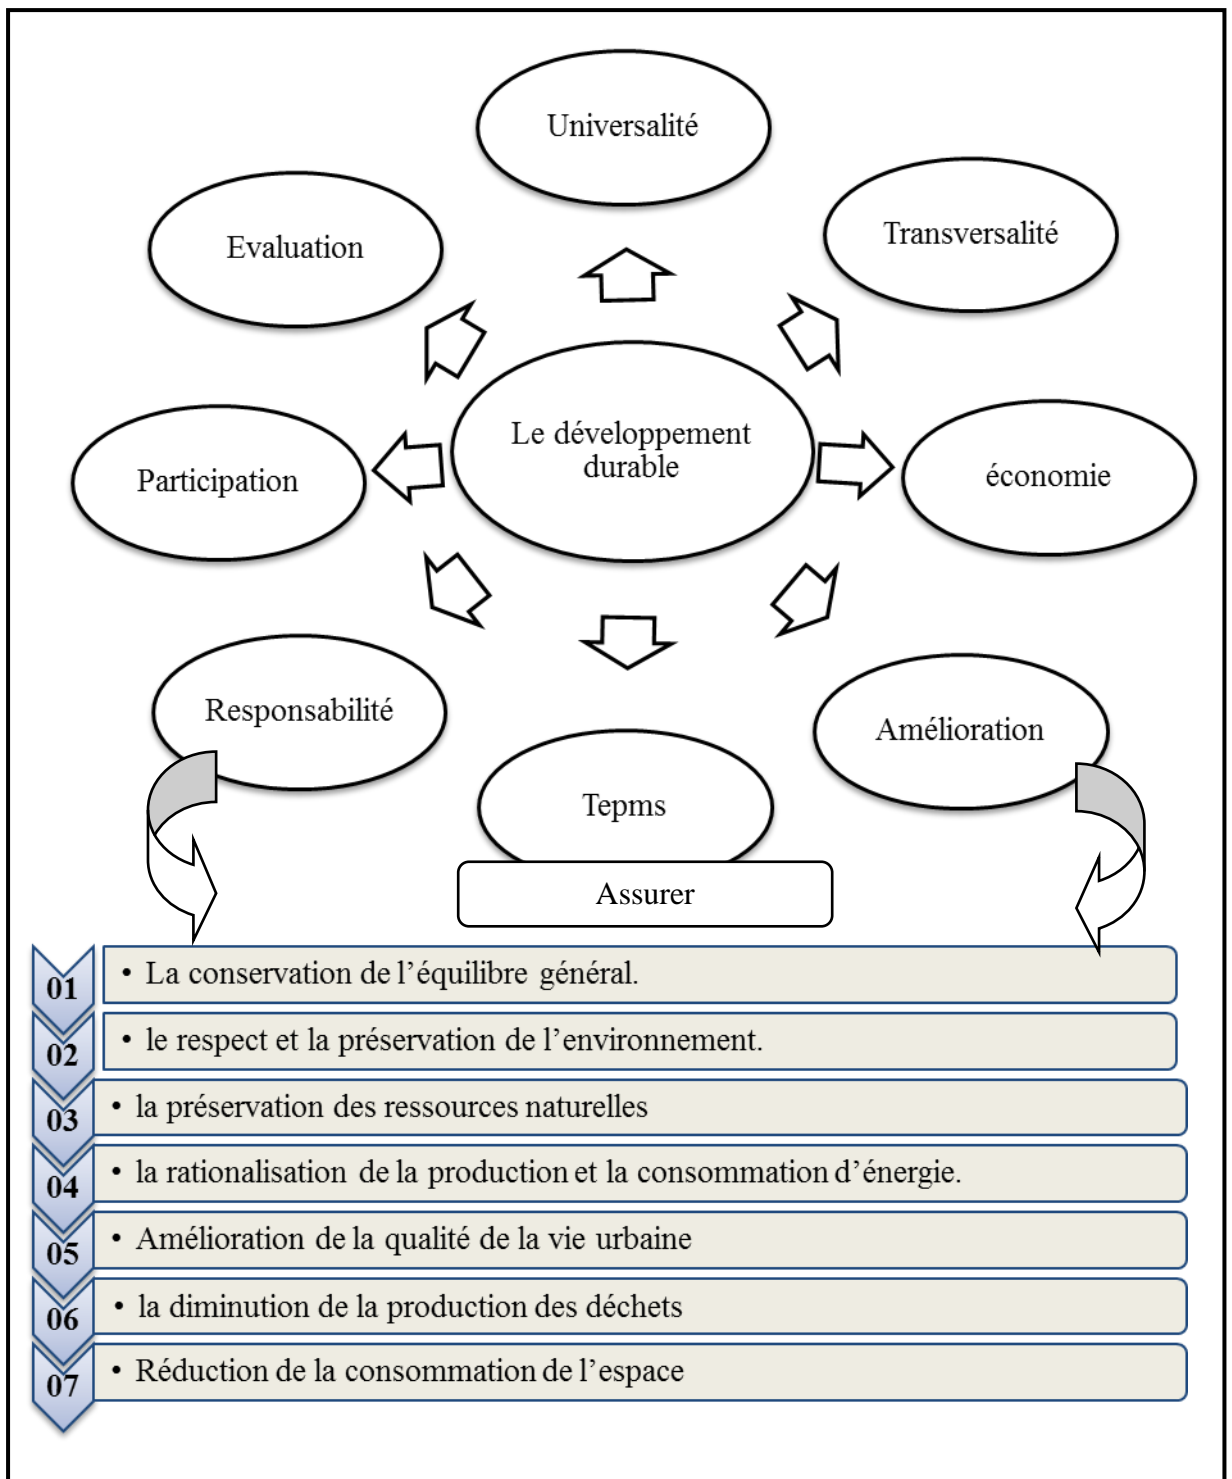 Universalité
Evaluation
Transversalité
Le développement
durable
Participation
économie
Responsabilité
Amélioration
Tepms
Assurer
01 • La conservation de l’équilibre général.
02 • le respect et la préservation de l’environnement.
03 • la préservation des ressources naturelles
04 • la rationalisation de la production et la consommation d’énergie.
05 • Amélioration de la qualité de la vie urbaine
06 • la diminution de la production des déchets
07 • Réduction de la consommation de l’espace